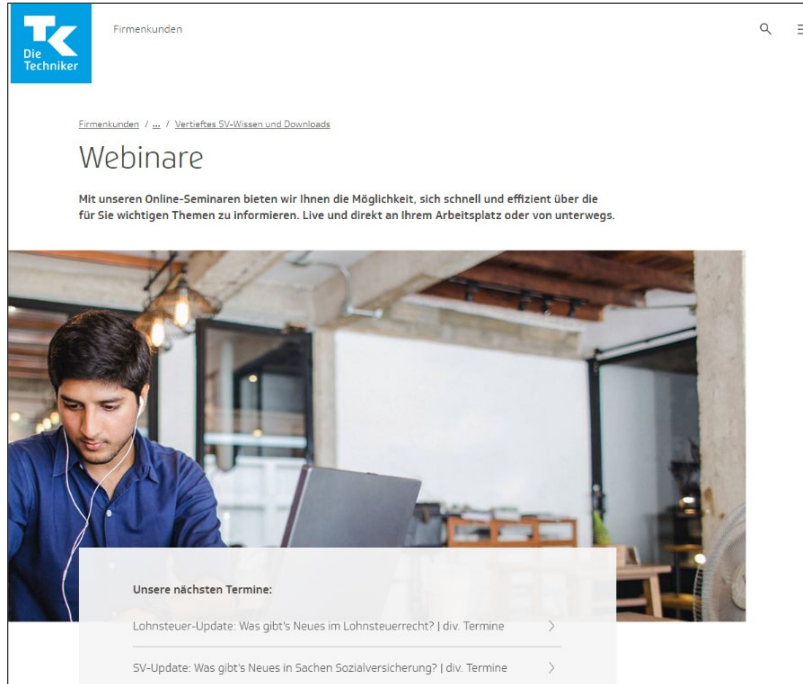 Die
Techniker
Firmenkunden
Firmenkunden / ... / Vertieftes SV-Wissen und Downloads
Webinare
Mit unseren Online-Seminaren bieten wir Ihnen die Möglichkeit, sich schnell und effizient über die
für Sie wichtigen Themen zu informieren. Live und direkt an Ihrem Arbeitsplatz oder von unterwegs.
Unsere nächsten Termine:
Lohnsteuer-Update: Was gibt's Neues im Lohnsteuerrecht? | div. Termine
SV-Update: Was gibt's Neues in Sachen Sozialversicherung? | div. Termine